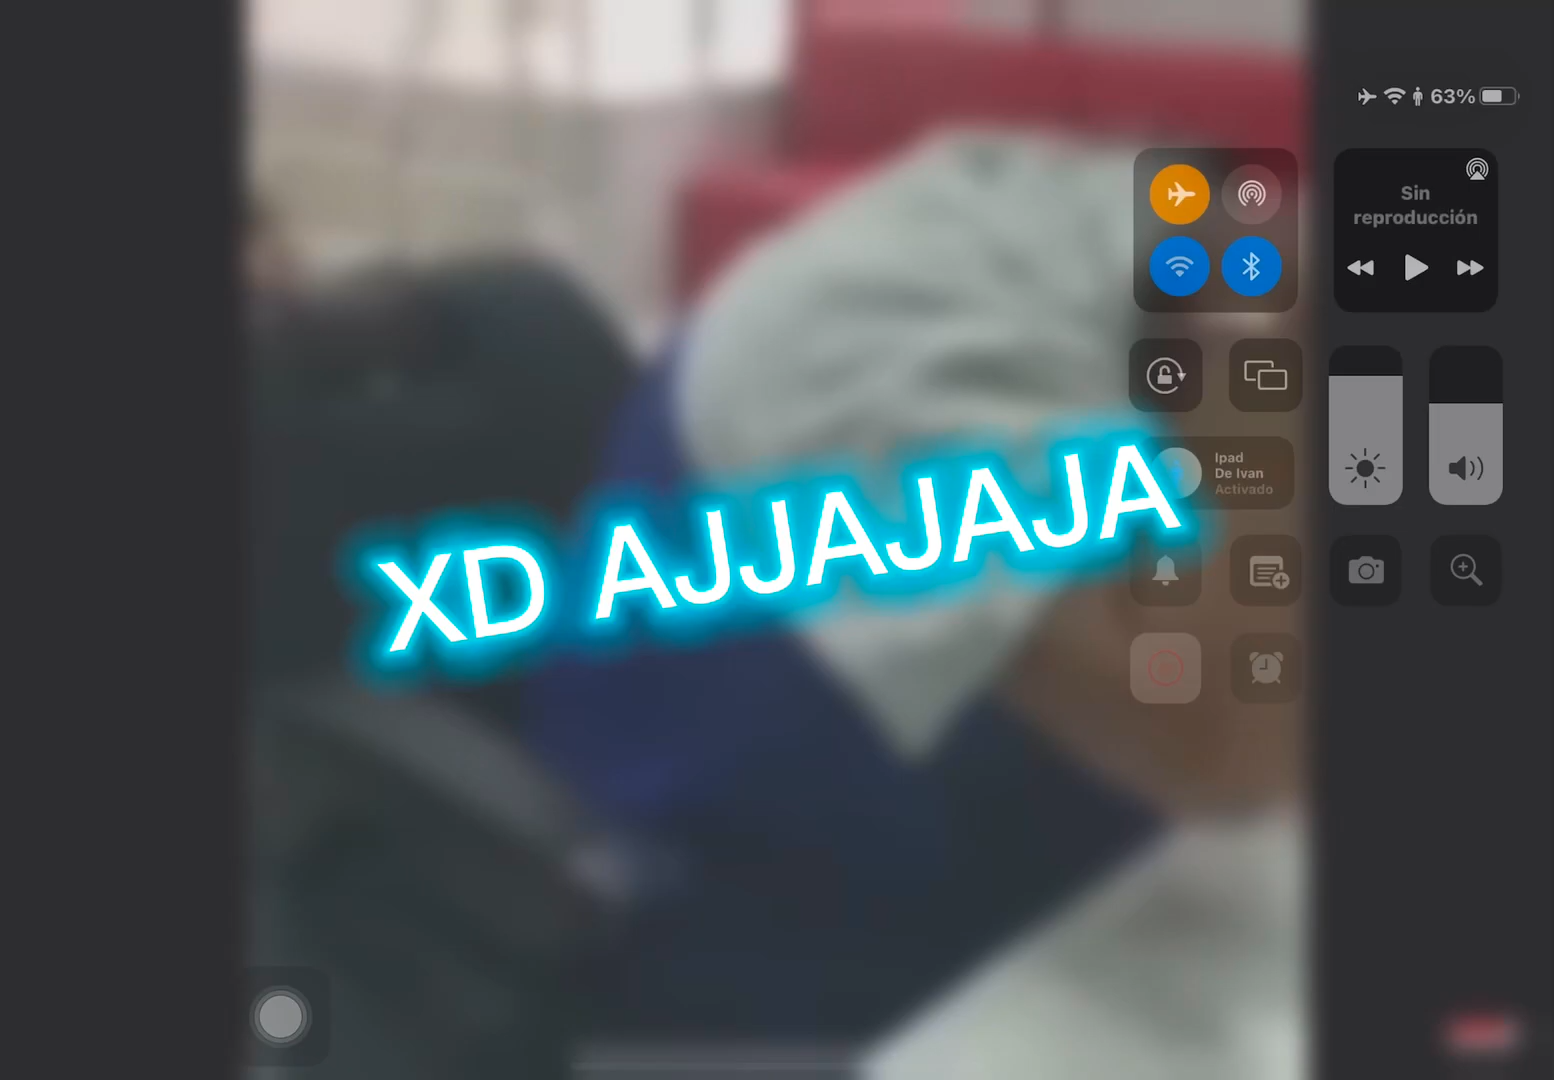 63%
Sin
reproducción
Ipad
De Ivan
Activado
XD AJJAJAJA